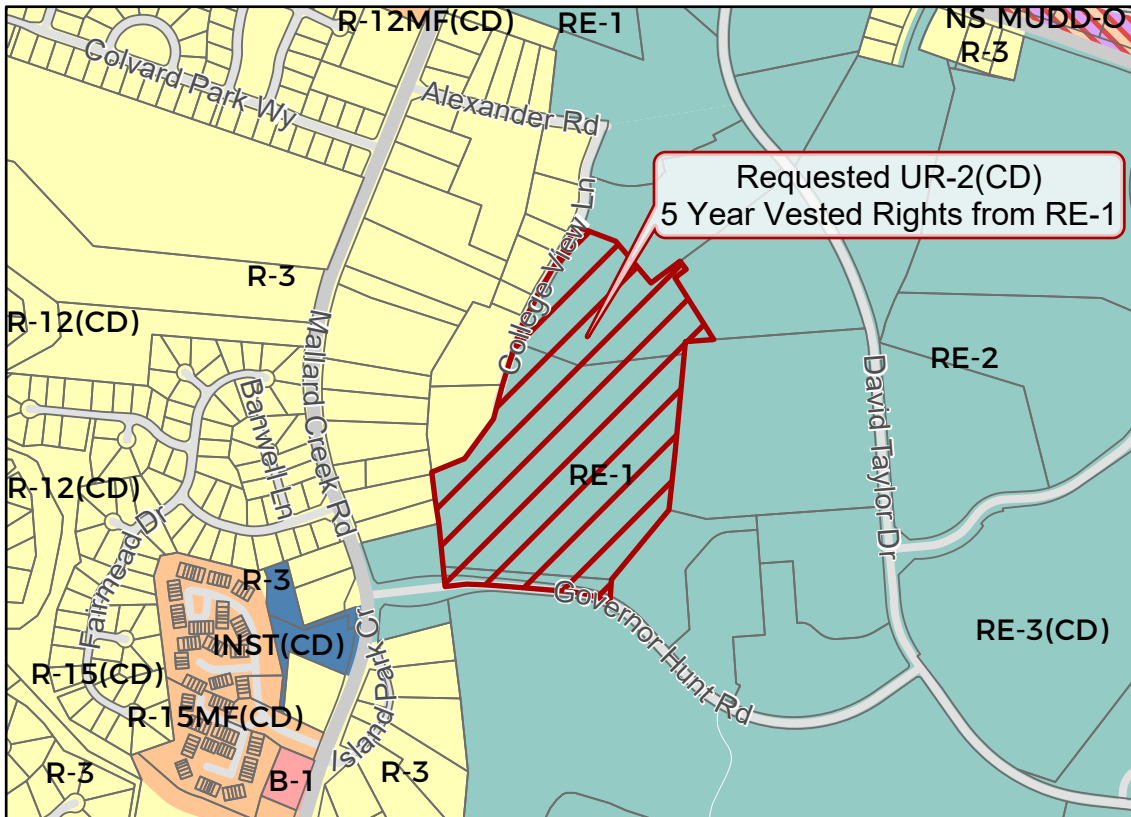 R-12MF(CD)
RE-1
NS
MUDD-O
R-3
Colvard Park Wy
Alexander Rd
Requested UR-2(CD)
5 Year Vested Rights from RE-1
College View Ln
R-3
R-12(CD)
Mallard Creek Rd
Banwell Ln
RE-2
David Taylor Dr
RE-1
R-12(CD)
Fairmead Dr
R-3
Governor Hunt Rd
INST(CD)
Island Park Cr
RE-3(CD)
R-15(CD)
R-15MF(CD)
R-3
B-1
R-3